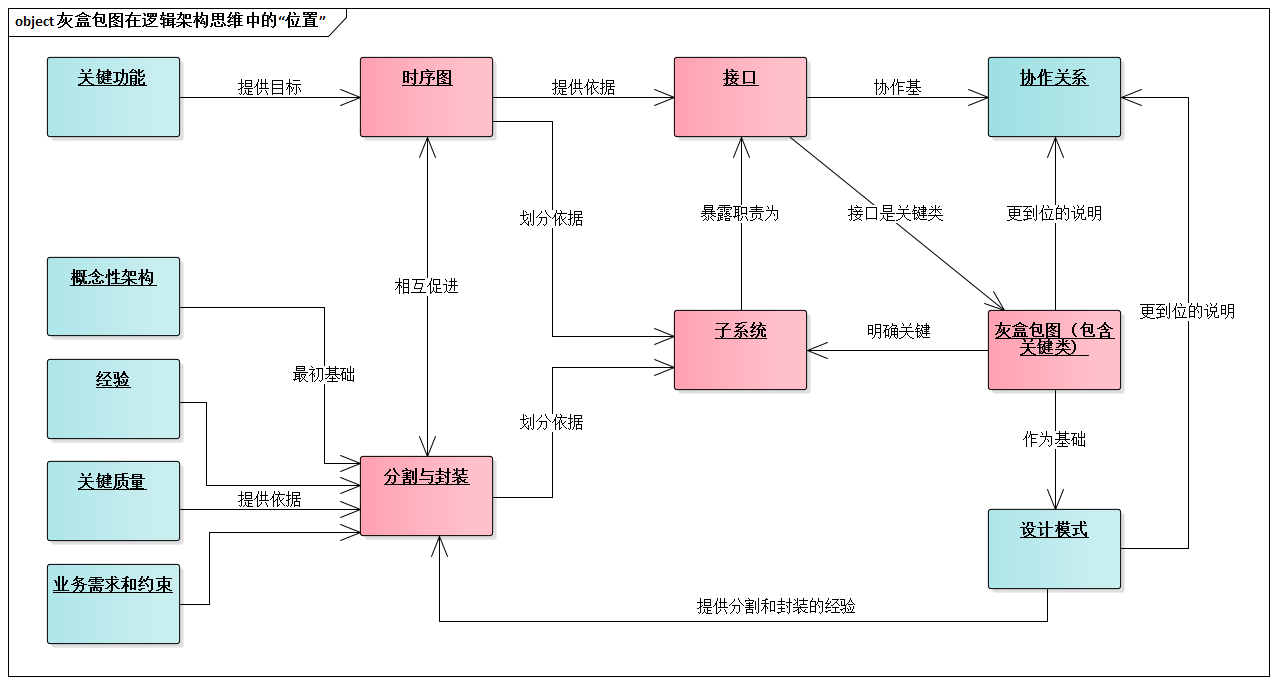 object 灰盒包图在逻辑架构思维中的“位置”
关键功能
提供目标
时序图
提供依据
接口
协作基
协作关系
划分依据
暴露职责为
接口是关键类
更到位的说明
概念性架构
相互促进
更到位的说明
子系统
明确关键
灰盒包图（包含
关键类）
最初基础
经验
划分依据
作为基础
关键质量
提供依据
分割与封装
设计模式
业务需求和约束
提供分割和封装的经验